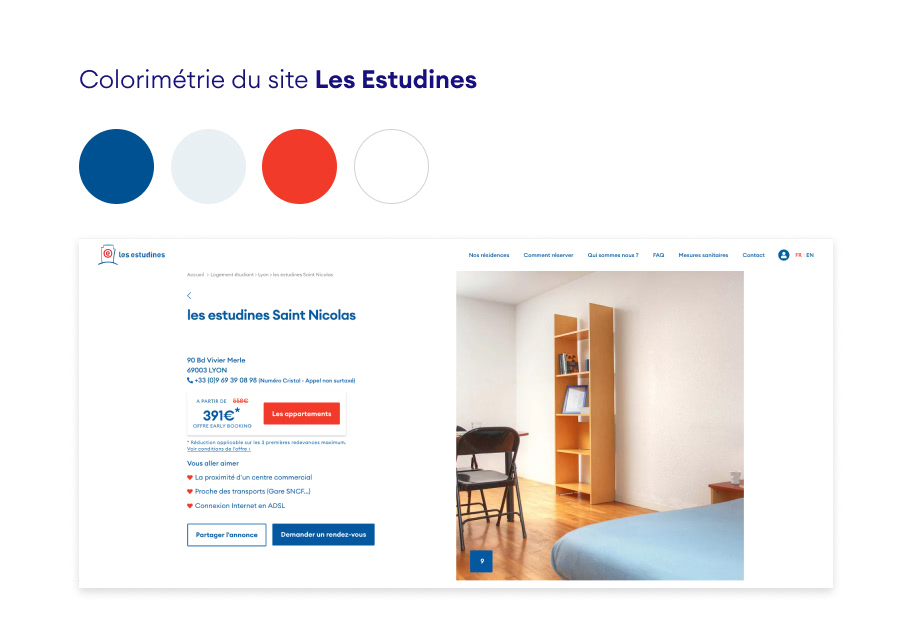 Colorimétrie du site Les Estudines
les estudines
Nos résidences Comment réserver Qui sommes nous ? FAQ Mesures sanitaires Contact FR EN
Accueil > Logement étudiant > Lyon > les estudines Saint Nicolas
les estudines Saint Nicolas
90 Bd Vivier Merle
69003 LYON
+33 (0)9 69 39 08 98 (Numéro Cristal - Appel non surtaxé)
A PARTIR DE 558€
391€*
OFFRE EARLY BOOKING
Les appartements
* Réduction applicable sur les 3 premières redevances maximum.
Voir conditions de l'offre ›
Vous aller aimer
La proximité d'un centre commercial
Proche des transports (Gare SNCF...)
Connexion Internet en ADSL
Partager l'annonce
Demander un rendez-vous
9